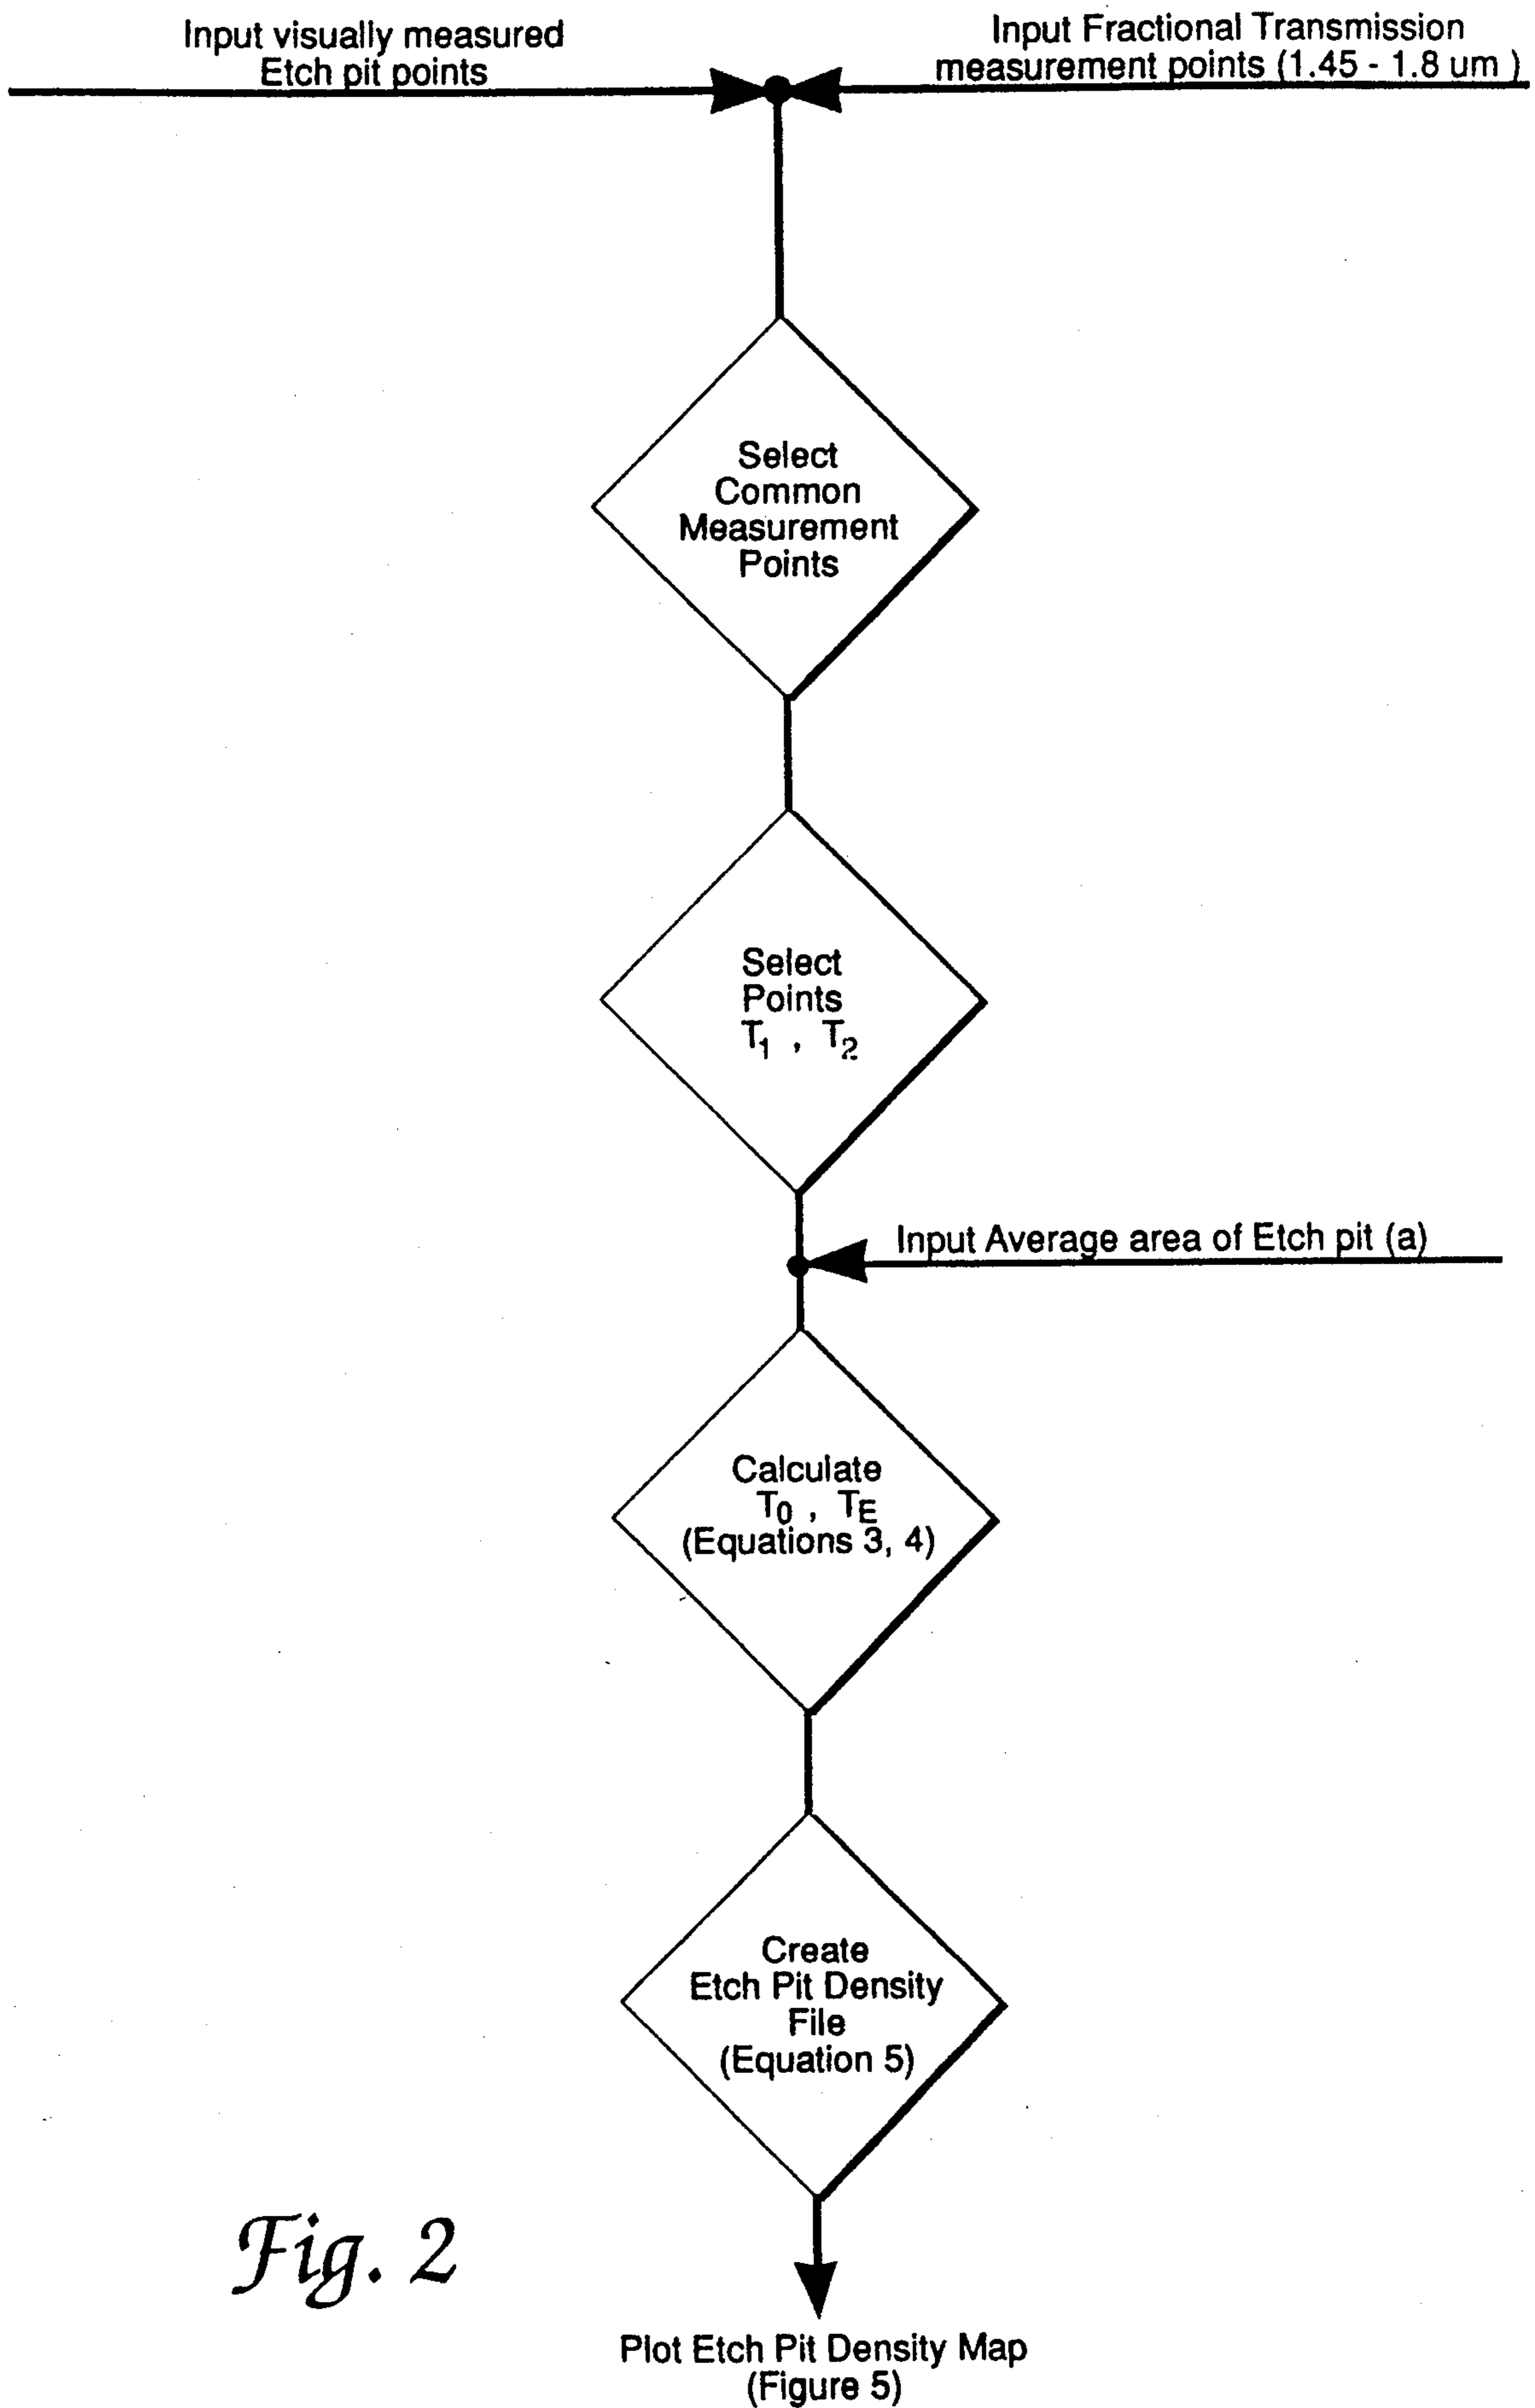 Input visually measured
Etch pit points
Input Fractional Transmission
measurement points (1.45 - 1.8 um )
Select
Common
Measurement
Points
Select
Points
T1 , T2
Input Average area of Etch pit (a)
Calculate
T0 , TE
(Equations 3, 4)
Create
Etch Pit Density
File
(Equation 5)
Fig. 2
Plot Etch Pit Density Map
(Figure 5)